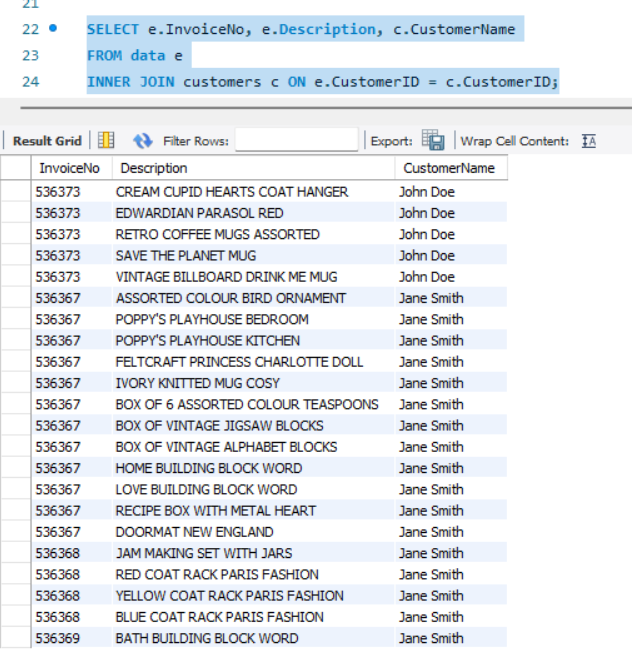 21
22 SELECT e.InvoiceNo, e.Description, c.CustomerName
23 FROM data e
24 INNER JOIN customers c ON e.CustomerID = c.CustomerID;
Result Grid Filter Rows: Export: Wrap Cell Content: IA
InvoiceNo Description CustomerName
536373 CREAM CUPID HEARTS COAT HANGER John Doe
536373 EDWARDIAN PARASOL RED John Doe
536373 RETRO COFFEE MUGS ASSORTED John Doe
536373 SAVE THE PLANET MUG John Doe
536373 VINTAGE BILLBOARD DRINK ME MUG John Doe
536367 ASSORTED COLOUR BIRD ORNAMENT Jane Smith
536367 POPPY'S PLAYHOUSE BEDROOM Jane Smith
536367 POPPY'S PLAYHOUSE KITCHEN Jane Smith
536367 FELTCRAFT PRINCESS CHARLOTTE DOLL Jane Smith
536367 IVORY KNITTED MUG COSY Jane Smith
536367 BOX OF 6 ASSORTED COLOUR TEASPOONS Jane Smith
536367 BOX OF VINTAGE JIGSAW BLOCKS Jane Smith
536367 BOX OF VINTAGE ALPHABET BLOCKS Jane Smith
536367 HOME BUILDING BLOCK WORD Jane Smith
536367 LOVE BUILDING BLOCK WORD Jane Smith
536367 RECIPE BOX WITH METAL HEART Jane Smith
536367 DOORMAT NEW ENGLAND Jane Smith
536368 JAM MAKING SET WITH JARS Jane Smith
536368 RED COAT RACK PARIS FASHION Jane Smith
536368 YELLOW COAT RACK PARIS FASHION Jane Smith
536368 BLUE COAT RACK PARIS FASHION Jane Smith
536369 BATH BUILDING BLOCK WORD Jane Smith